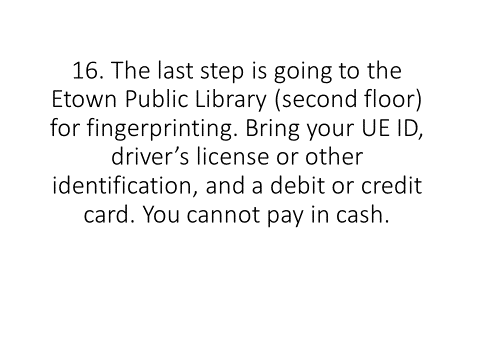 16. The last step is going to the
Etown Public Library (second floor)
for fingerprinting. Bring your UE ID,
driver’s license or other
identification, and a debit or credit
card. You cannot pay in cash.